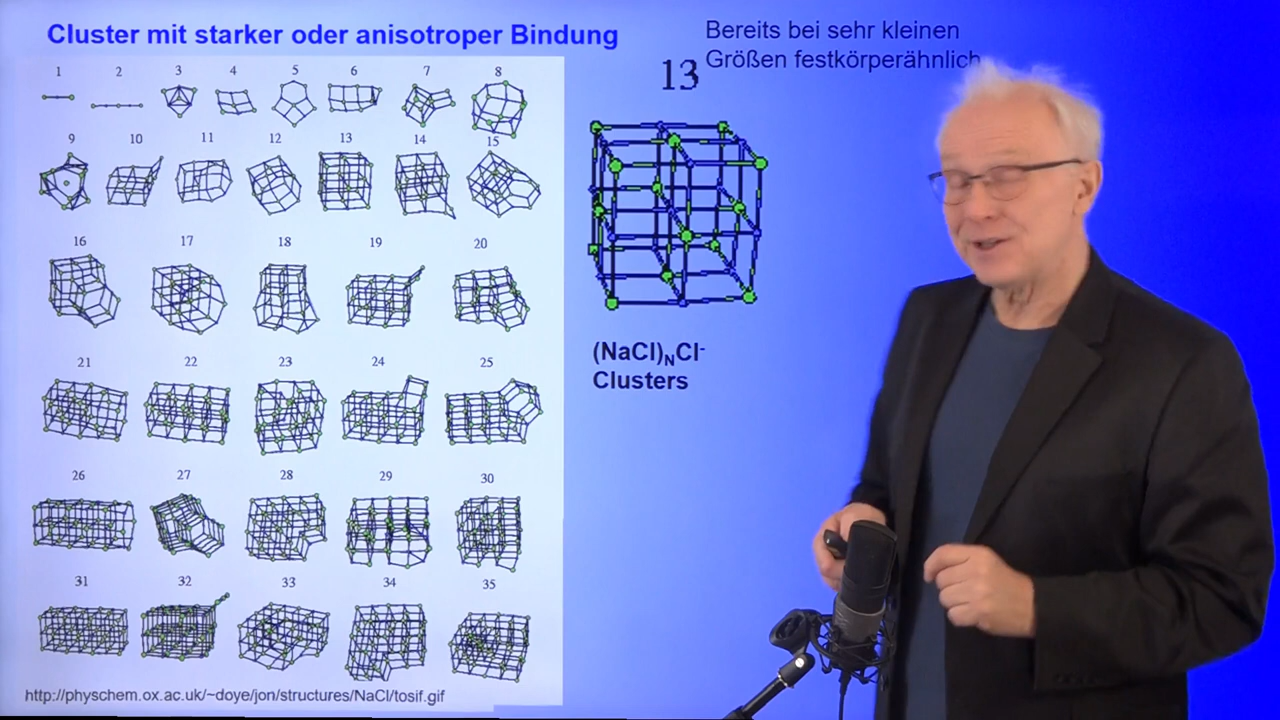 Cluster mit starker oder anisotroper Bindung
Bereits bei sehr kleinen
Größen festkörperähnlich
13
1 2 3 4 5 6 7 8
9 10 11 12 13 14 15
16 17 18 19 20
21 22 23 24 25
26 27 28 29 30
31 32 33 34 35
(NaCl)NCl-
Clusters
http://physchem.ox.ac.uk/~doye/jon/structures/NaCl/tosif.gif